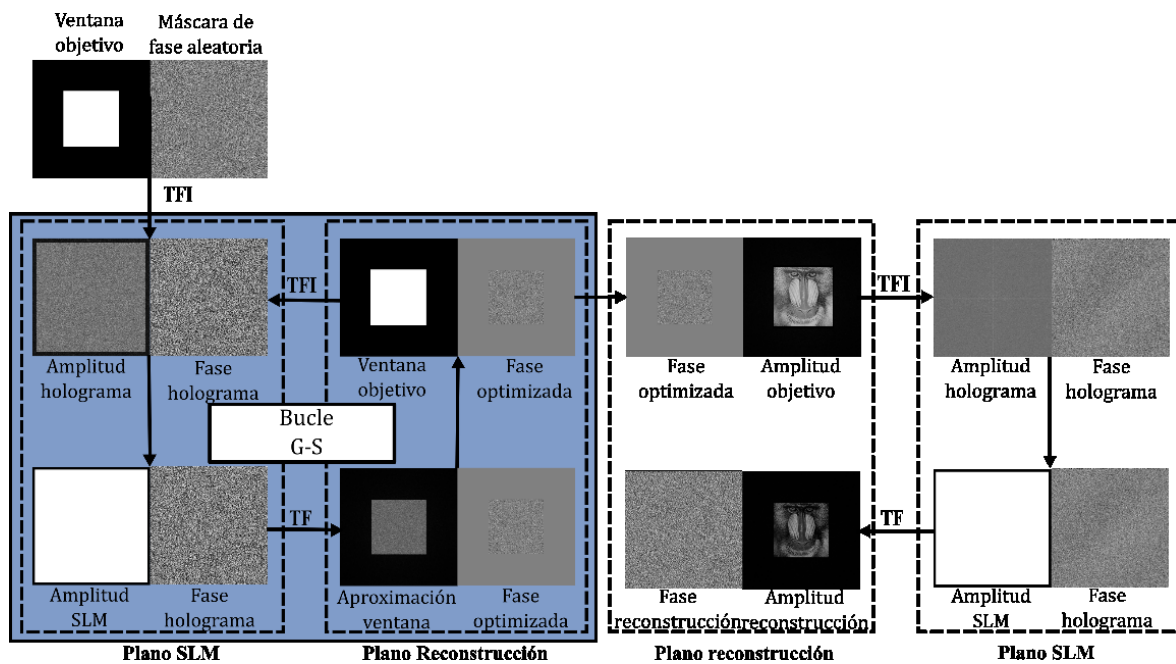 Ventana
objetivo
Máscara de
fase aleatoria
TFI
Amplitud
holograma
Fase
holograma
TFI
Ventana
objetivo
Fase
optimizada
Bucle
G-S
Amplitud
SLM
Fase
holograma
TF
Aproximación
ventana
Fase
optimizada
Plano SLM
Plano Reconstrucción
Fase
optimizada
Amplitud
objetivo
TFI
Amplitud
holograma
Fase
holograma
Fase
reconstrucción
Amplitud
reconstrucción
TF
Amplitud
SLM
Fase
holograma
Plano reconstrucción
Plano SLM